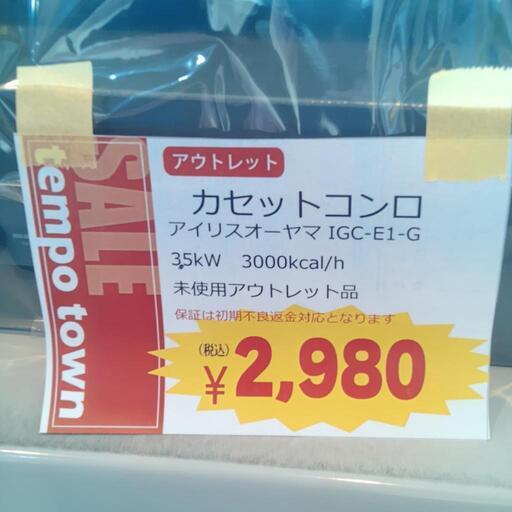 SALE
tempo town
アウトレット
カセットコンロ
アイリスオーヤマ IGC-E1-G
3.5kW 3000kcal/h
未使用アウトレット品
保証は初期不良返金対応となります
(税込)
¥2,980